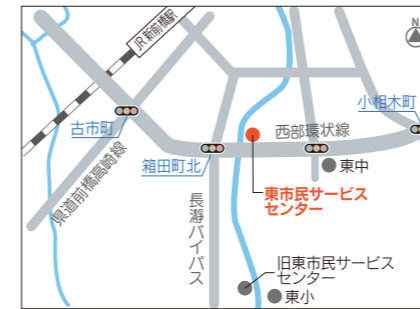 JR新前橋駅
N
小相木町
古市町
西部環状線
箱田町北
東中
県道前橋高崎線
東市民サービス
センター
長瀞バイパス
旧東市民サービス
センター
東小